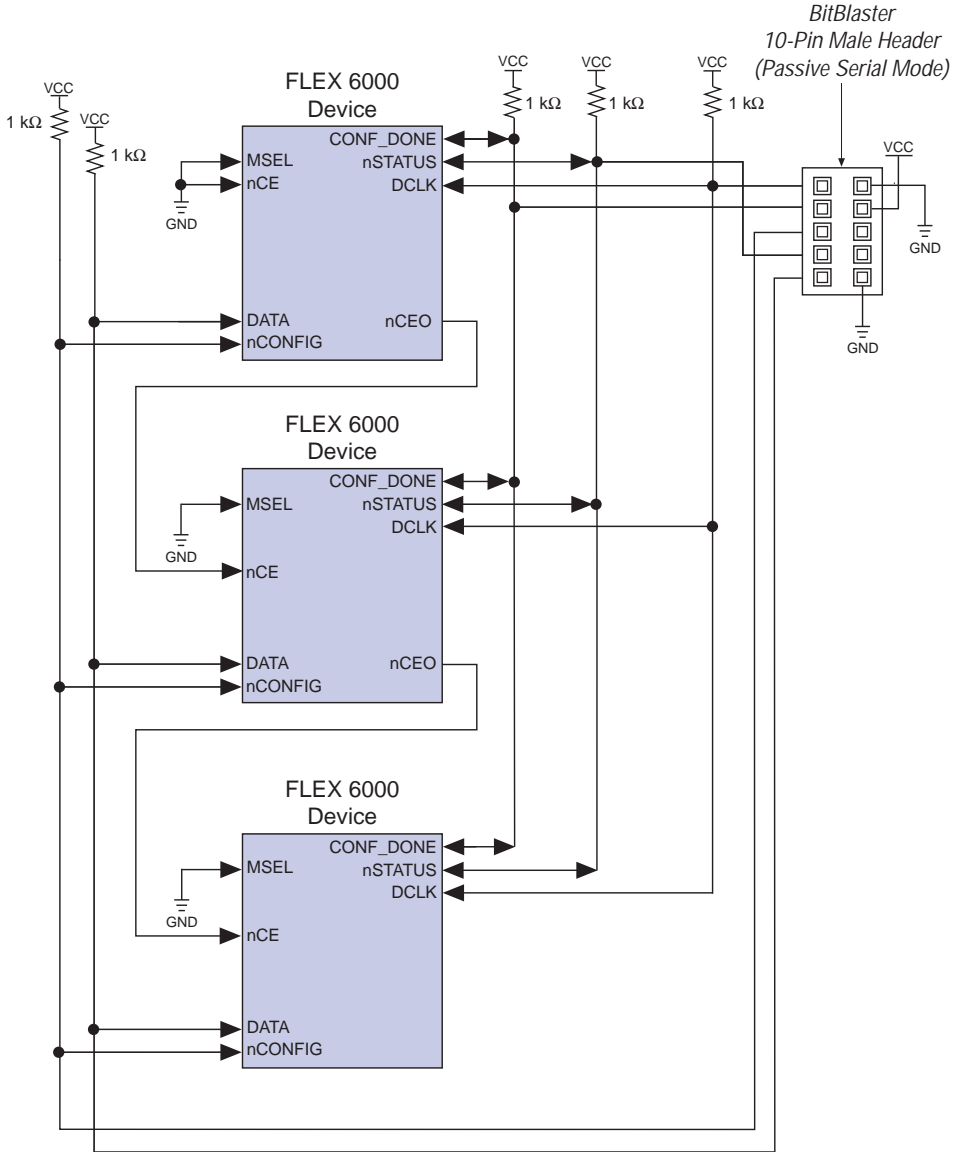 BitBlaster
10-Pin Male Header
(Passive Serial Mode)
VCC
1 kΩ
VCC
1 kΩ
FLEX 6000
Device
VCC
1 kΩ
VCC
1 kΩ
VCC
1 kΩ
VCC
GND
GND
MSEL
nCE
GND
CONF_DONE
nSTATUS
DCLK
DATA
nCONFIG
nCEO
FLEX 6000
Device
MSEL
GND
nCE
CONF_DONE
nSTATUS
DCLK
DATA
nCONFIG
nCEO
FLEX 6000
Device
MSEL
GND
nCE
CONF_DONE
nSTATUS
DCLK
DATA
nCONFIG